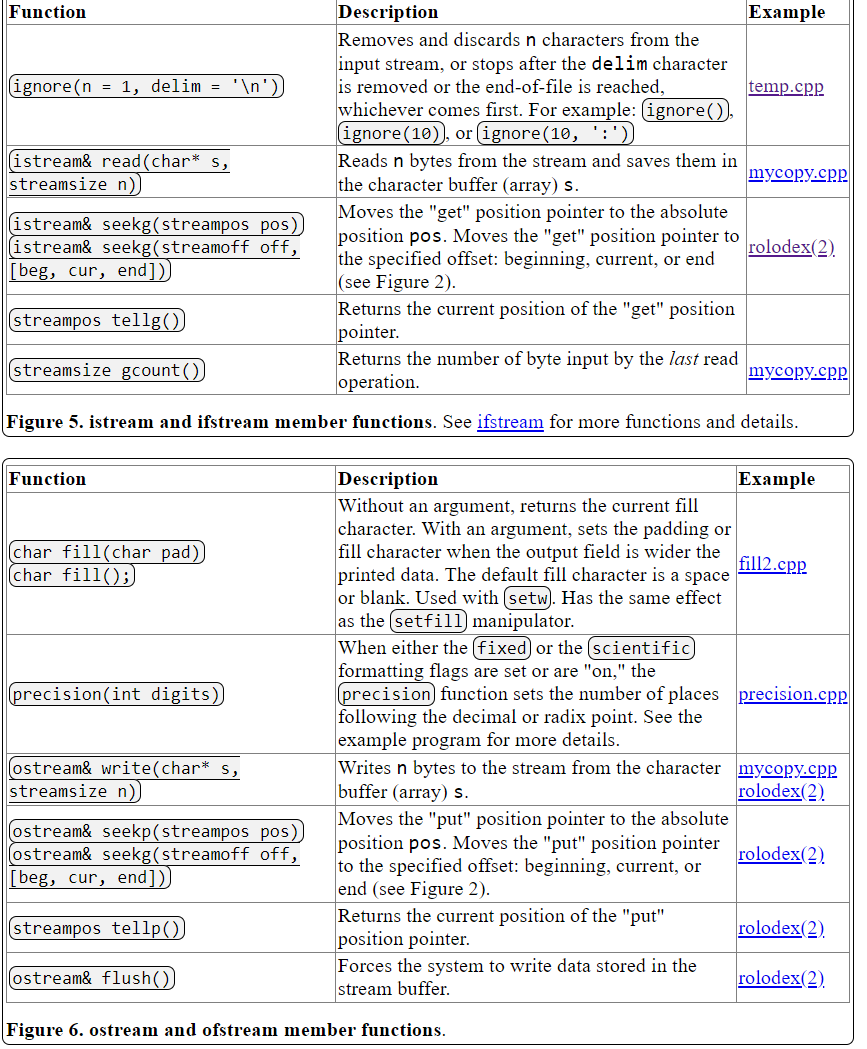 Function Description Example
ignore(n = 1, delim = '\n') Removes and discards n characters from the
input stream, or stops after the delim character
is removed or the end-of-file is reached,
whichever comes first. For example: ignore(),
ignore(10), or ignore(10, ':') temp.cpp
istream& read(char* s,
streamsize n) Reads n bytes from the stream and saves them in
the character buffer (array) s. mycopy.cpp
istream& seekg(streampos pos)
istream& seekg(streamoff off,
[beg, cur, end]) Moves the "get" position pointer to the absolute
position pos. Moves the "get" position pointer to
the specified offset: beginning, current, or end
(see Figure 2). rolodex(2)
streampos tellg() Returns the current position of the "get" position
pointer.
streamsize gcount() Returns the number of byte input by the last read
operation. mycopy.cpp
Figure 5. istream and ifstream member functions. See ifstream for more functions and details.
Function Description Example
char fill(char pad)
char fill(); Without an argument, returns the current fill
character. With an argument, sets the padding or
fill character when the output field is wider the
printed data. The default fill character is a space
or blank. Used with setw. Has the same effect
as the setfill manipulator. fill2.cpp
precision(int digits) When either the fixed or the scientific
formatting flags are set or are "on," the
precision function sets the number of places
following the decimal or radix point. See the
example program for more details. precision.cpp
ostream& write(char* s,
streamsize n) Writes n bytes to the stream from the character
buffer (array) s. mycopy.cpp
rolodex(2)
ostream& seekp(streampos pos)
ostream& seekg(streamoff off,
[beg, cur, end]) Moves the "put" position pointer to the absolute
position pos. Moves the "put" position pointer
to the specified offset: beginning, current, or
end (see Figure 2). rolodex(2)
streampos tellp() Returns the current position of the "put"
position pointer. rolodex(2)
ostream& flush() Forces the system to write data stored in the
stream buffer. rolodex(2)
Figure 6. ostream and ofstream member functions.